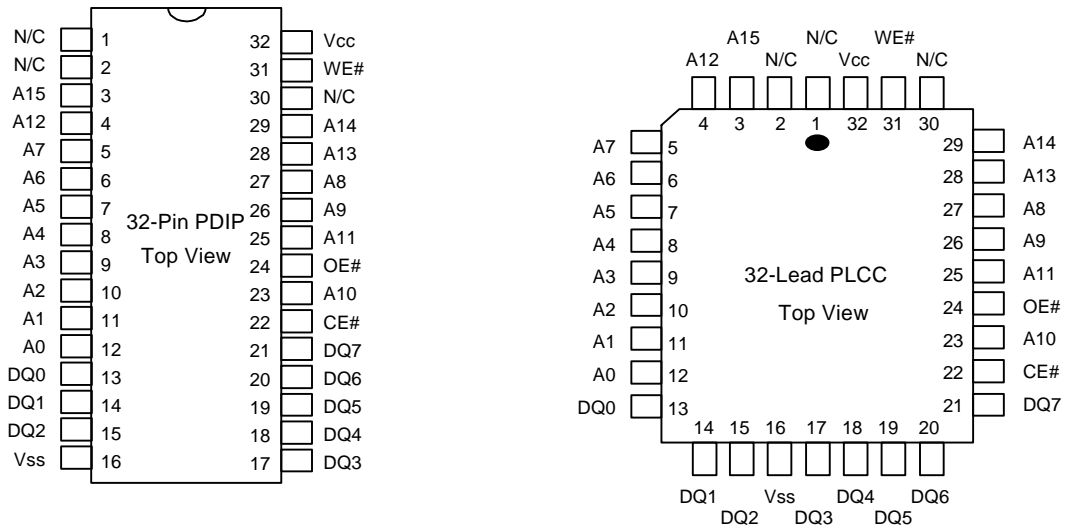 N/C 1 32 Vcc
N/C 2 31 WE#
A15 3 30 N/C
A12 4 29 A14
A7 5 28 A13
A6 6 27 A8
A5 7 26 A9
A4 8 25 A11
A3 9 24 OE#
A2 10 23 A10
A1 11 22 CE#
A0 12 21 DQ7
DQ0 13 20 DQ6
DQ1 14 19 DQ5
DQ2 15 18 DQ4
Vss 16 17 DQ3
32-Pin PDIP
Top View
A15 N/C WE#
A12 N/C Vcc N/C
4 3 2 1 32 31 30
A7 5 29 A14
A6 6 28 A13
A5 7 27 A8
A4 8 26 A9
A3 9 25 A11
A2 10 24 OE#
A1 11 23 A10
A0 12 22 CE#
DQ0 13 21 DQ7
32-Lead PLCC
Top View
14 15 16 17 18 19 20
DQ1 Vss DQ4 DQ6
DQ2 DQ3 DQ5